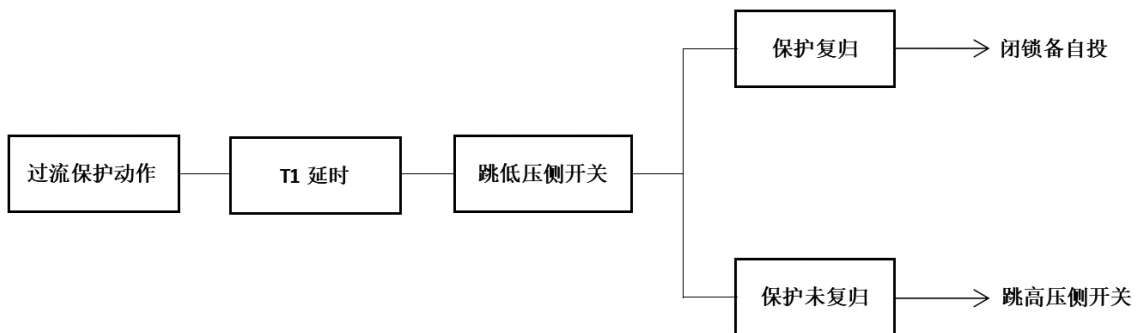 保护复归
闭锁备自投
过流保护动作
T1 延时
跳低压侧开关
保护未复归
跳高压侧开关